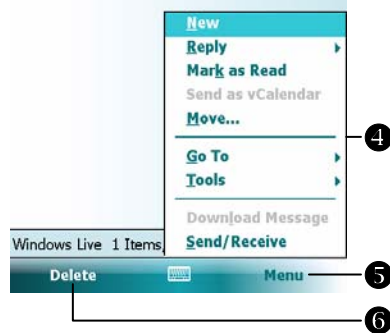 New
Reply
Mark as Read
Send as vCalendar
Move...
4
Go To
Tools
Download Message
Windows Live 1 Items,
Send/Receive
Delete
Menu
5
6